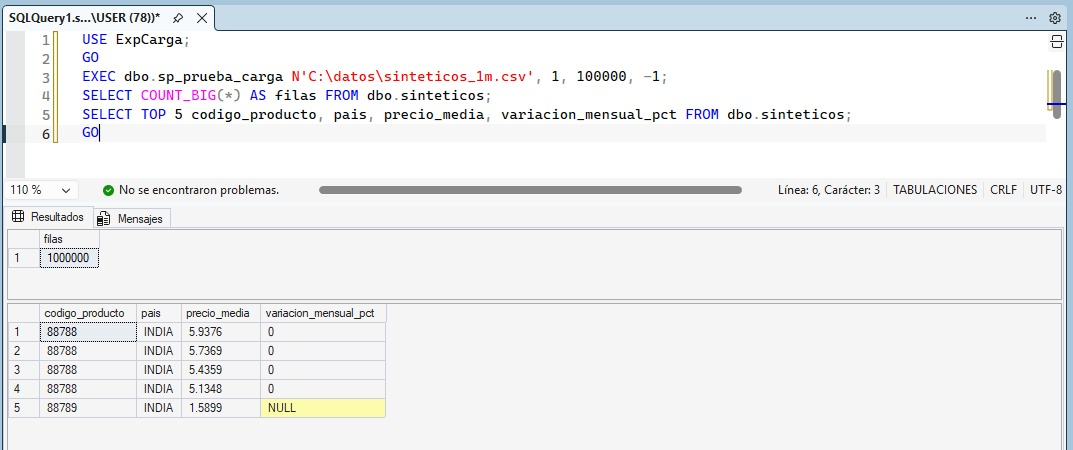 SQLQuery1.s...\USER (78))*
1 USE ExpCarga;
2 GO
3 EXEC dbo.sp_prueba_carga N'C:\datos\sinteticos_1m.csv', 1, 100000, -1;
4 SELECT COUNT_BIG(*) AS filas FROM dbo.sinteticos;
5 SELECT TOP 5 codigo_producto, pais, precio_media, variacion_mensual_pct FROM dbo.sinteticos;
6 GO
110 % No se encontraron problemas. Línea: 6, Carácter: 3 TABULACIONES CRLF UTF-8
Resultados Mensajes
filas
1 1000000
codigo_producto pais precio_media variacion_mensual_pct
1 88788 INDIA 5.9376 0
2 88788 INDIA 5.7369 0
3 88788 INDIA 5.4359 0
4 88788 INDIA 5.1348 0
5 88789 INDIA 1.5899 NULL